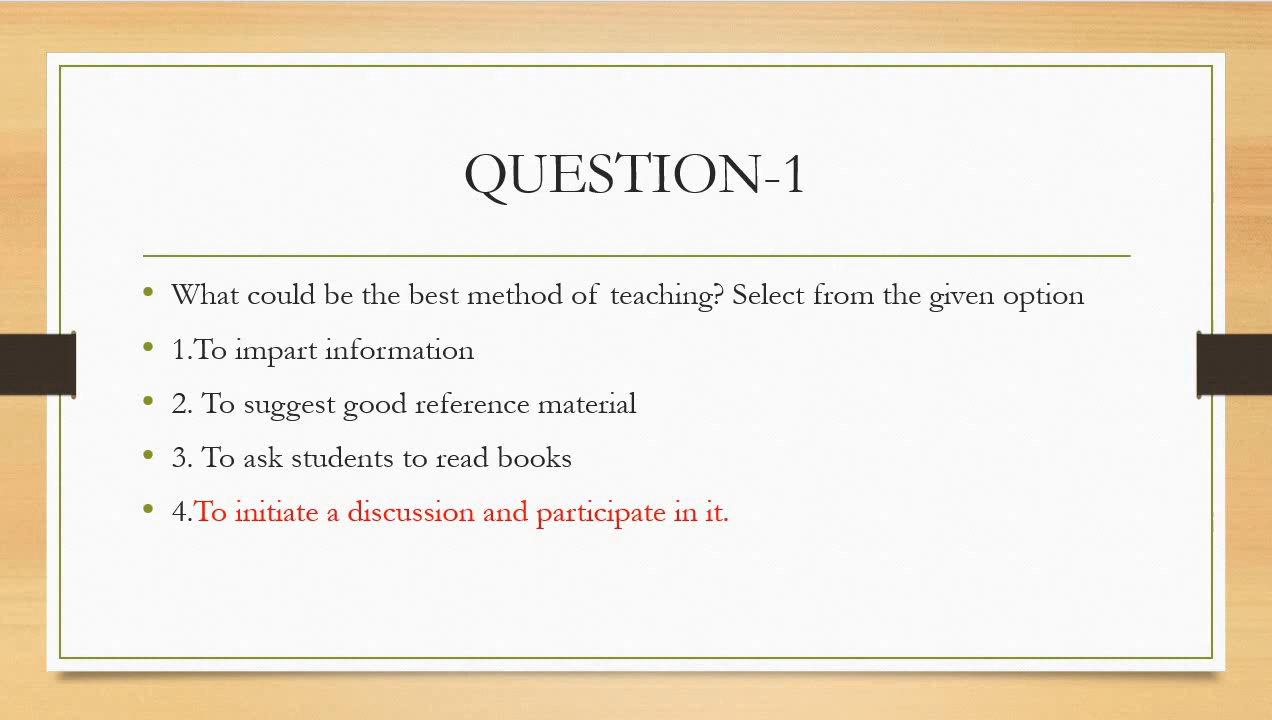 QUESTION-1
• What could be the best method of teaching? Select from the given option
• 1.To impart information
• 2. To suggest good reference material
• 3. To ask students to read books
• 4.To initiate a discussion and participate in it.